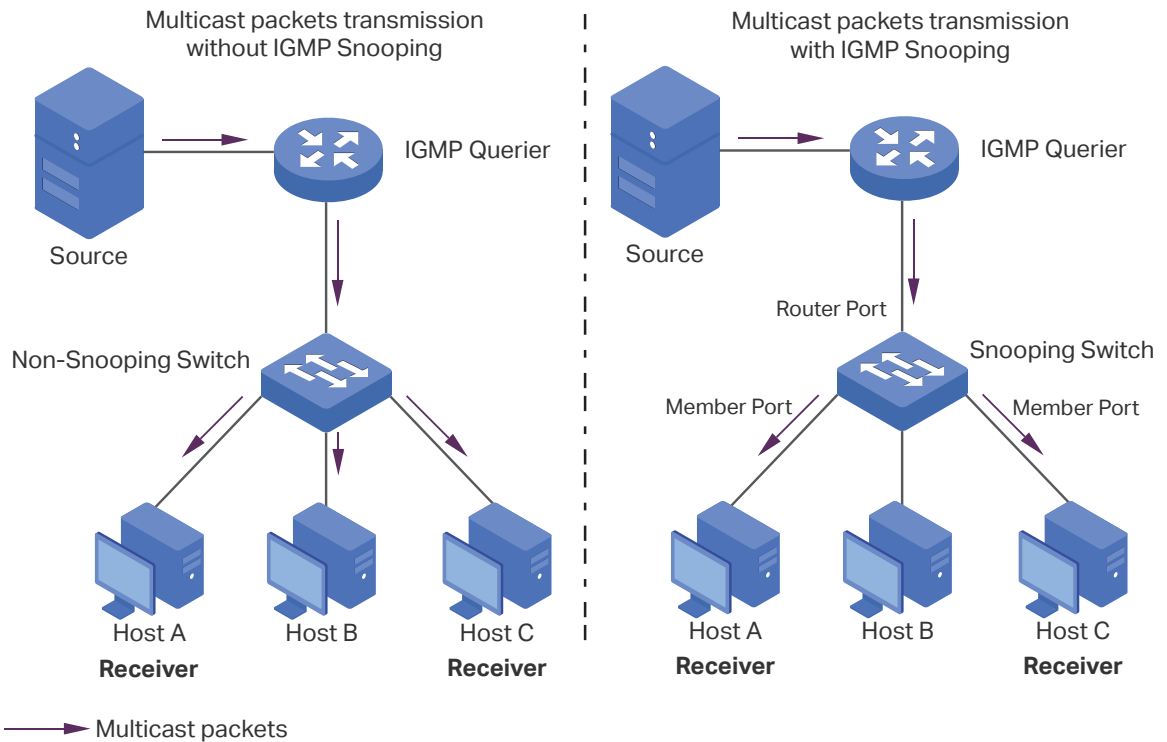 Multicast packets transmission
without IGMP Snooping
IGMP Querier
Source
Non-Snooping Switch
Host A
Receiver
Host B
Host C
Receiver
Multicast packets transmission
with IGMP Snooping
IGMP Querier
Source
Router Port
Snooping Switch
Member Port
Member Port
Host A
Receiver
Host B
Host C
Receiver
Multicast packets